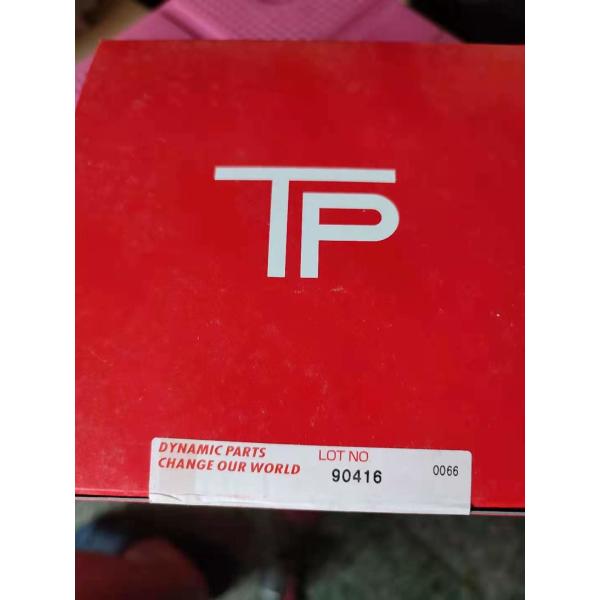 TP
DYNAMIC PARTS
CHANGE OUR WORLD
LOT NO
90416
0066